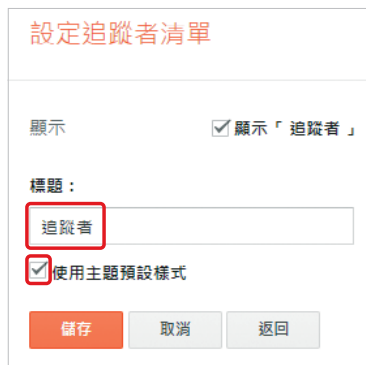 設定追蹤者清單
顯示 顯示「 追蹤者 」
標題：
追蹤者
使用主題預設樣式
儲存 取消 返回